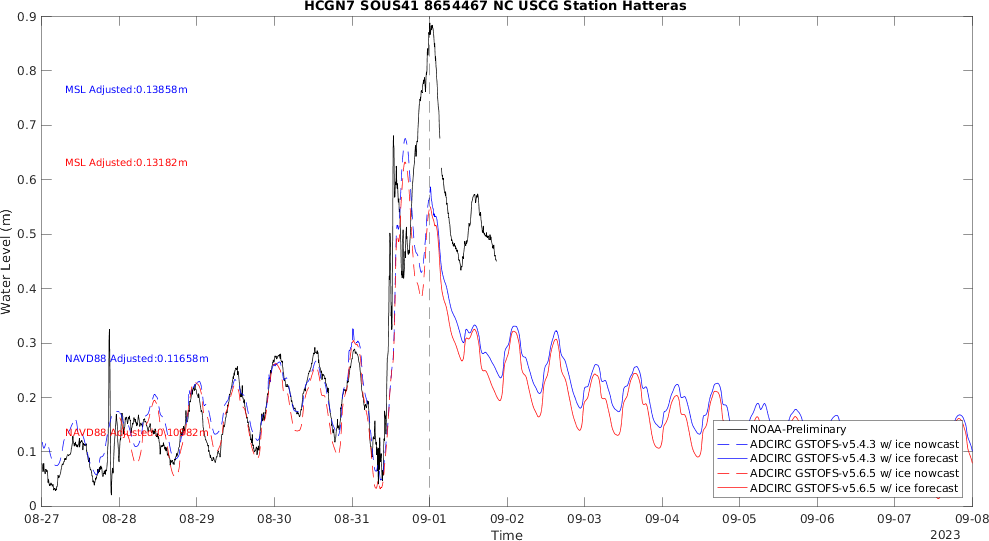 HCGN7 SOUS41 8654467 NC USCG Station Hatteras
0.9
0.8
0.7
0.6
0.5
0.4
0.3
0.2
0.1
0
Water Level (m)
MSL Adjusted:0.13858m
MSL Adjusted:0.13182m
NAVD88 Adjusted:0.11658m
NAVD88 Adjusted:
NOAA-Preliminary
ADCIRC GSTOFS-v5.4.3 w/ ice nowcast
ADCIRC GSTOFS-v5.4.3 w/ ice forecast
ADCIRC GSTOFS-v5.6.5 w/ ice nowcast
ADCIRC GSTOFS-v5.6.5 w/ ice forecast
08-27 08-28 08-29 08-30 08-31 09-01 09-02 09-03 09-04 09-05 09-06 09-07 09-08
Time
2023